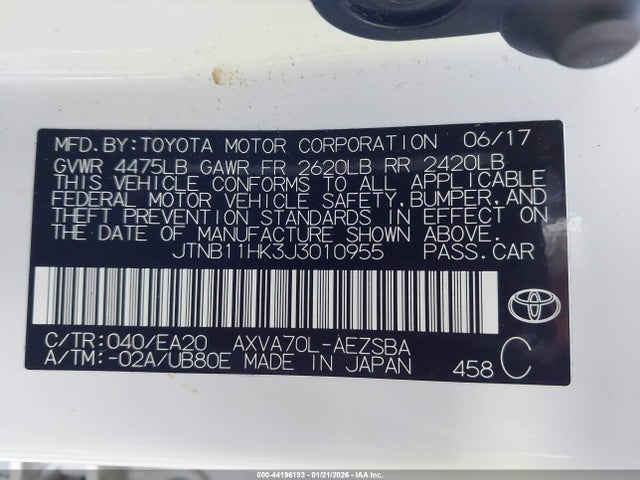 MFD.BY:TOYOTA MOTOR CORPORATION 06/17
GVWR 4475LB GAWR FR 2620LB RR 2420LB
THIS VEHICLE CONFORMS TO ALL APPLICABLE
FEDERAL MOTOR VEHICLE SAFETY,BUMPER,AND
THEFT PREVENTION STANDARDS IN EFFECT ON
THE DATE OF MANUFACTURE SHOWN ABOVE.
JTNB11HK3J3010955 PASS.CAR
C/TR:040/EA20 AXVA70L-AEZSBA
A/TM:-02A/UB80E MADE IN JAPAN 458 C
000-44196193 - 01/21/2026 - IAAI INC.